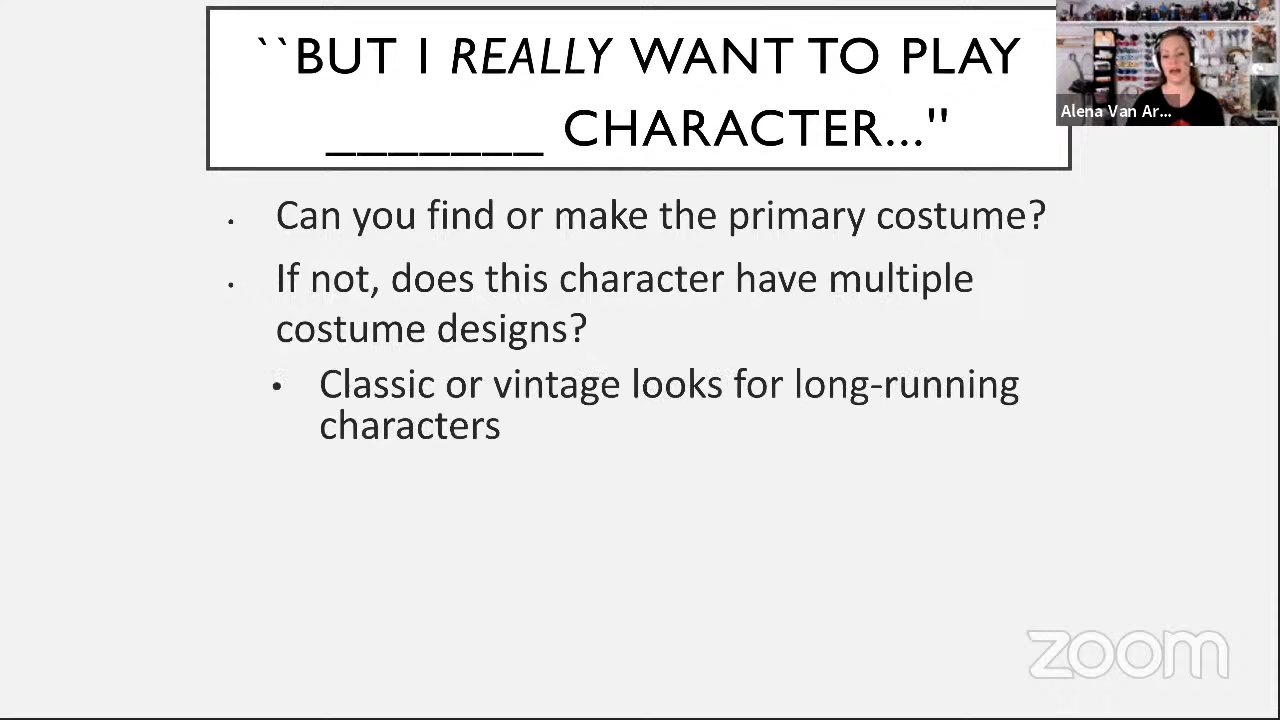 ``BUT I REALLY WANT TO PLAY
_______ CHARACTER..."
Alena Van Ar...
• Can you find or make the primary costume?
• If not, does this character have multiple
costume designs?
• Classic or vintage looks for long-running
characters
zoom